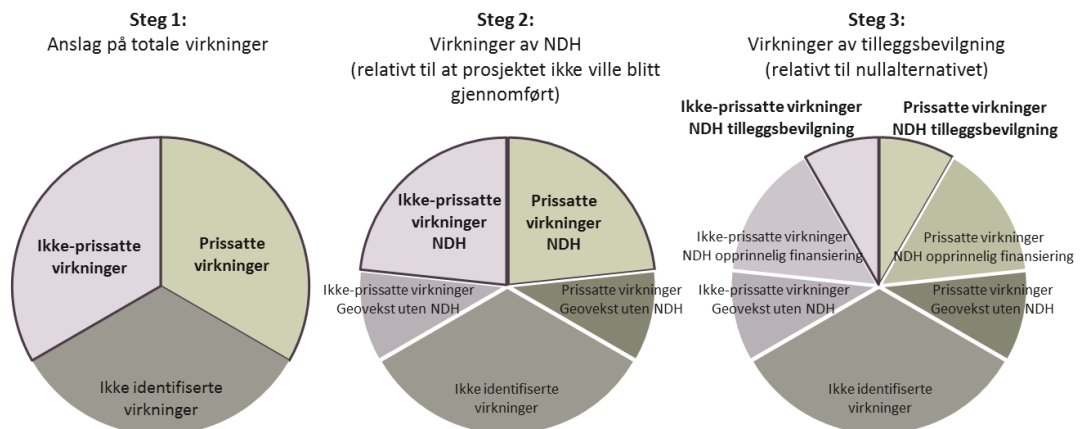 Steg 1:
Anslag på totale virkninger
Ikke-prissatte
virkninger
Prissatte
virkninger
Ikke identifiserte
virkninger
Steg 2:
Virkninger av NDH
(relativt til at prosjektet ikke ville blitt
gjennomført)
Ikke-prissatte
virkninger
NDH
Prissatte
virkninger
NDH
Ikke-prissatte virkninger
Geovekst uten NDH
Prissatte virkninger
Geovekst uten NDH
Ikke identifiserte
virkninger
Steg 3:
Virkninger av tilleggsbevilgning
(relativt til nullalternativet)
Ikke-prissatte virkninger
NDH tilleggsbevilgning
Prissatte virkninger
NDH tilleggsbevilgning
Ikke-prissatte virkninger
NDH opprinnelig finansiering
Prissatte virkninger
NDH opprinnelig finansiering
Ikke-prissatte virkninger
Geovekst uten NDH
Prissatte virkninger
Geovekst uten NDH
Ikke identifiserte
virkninger